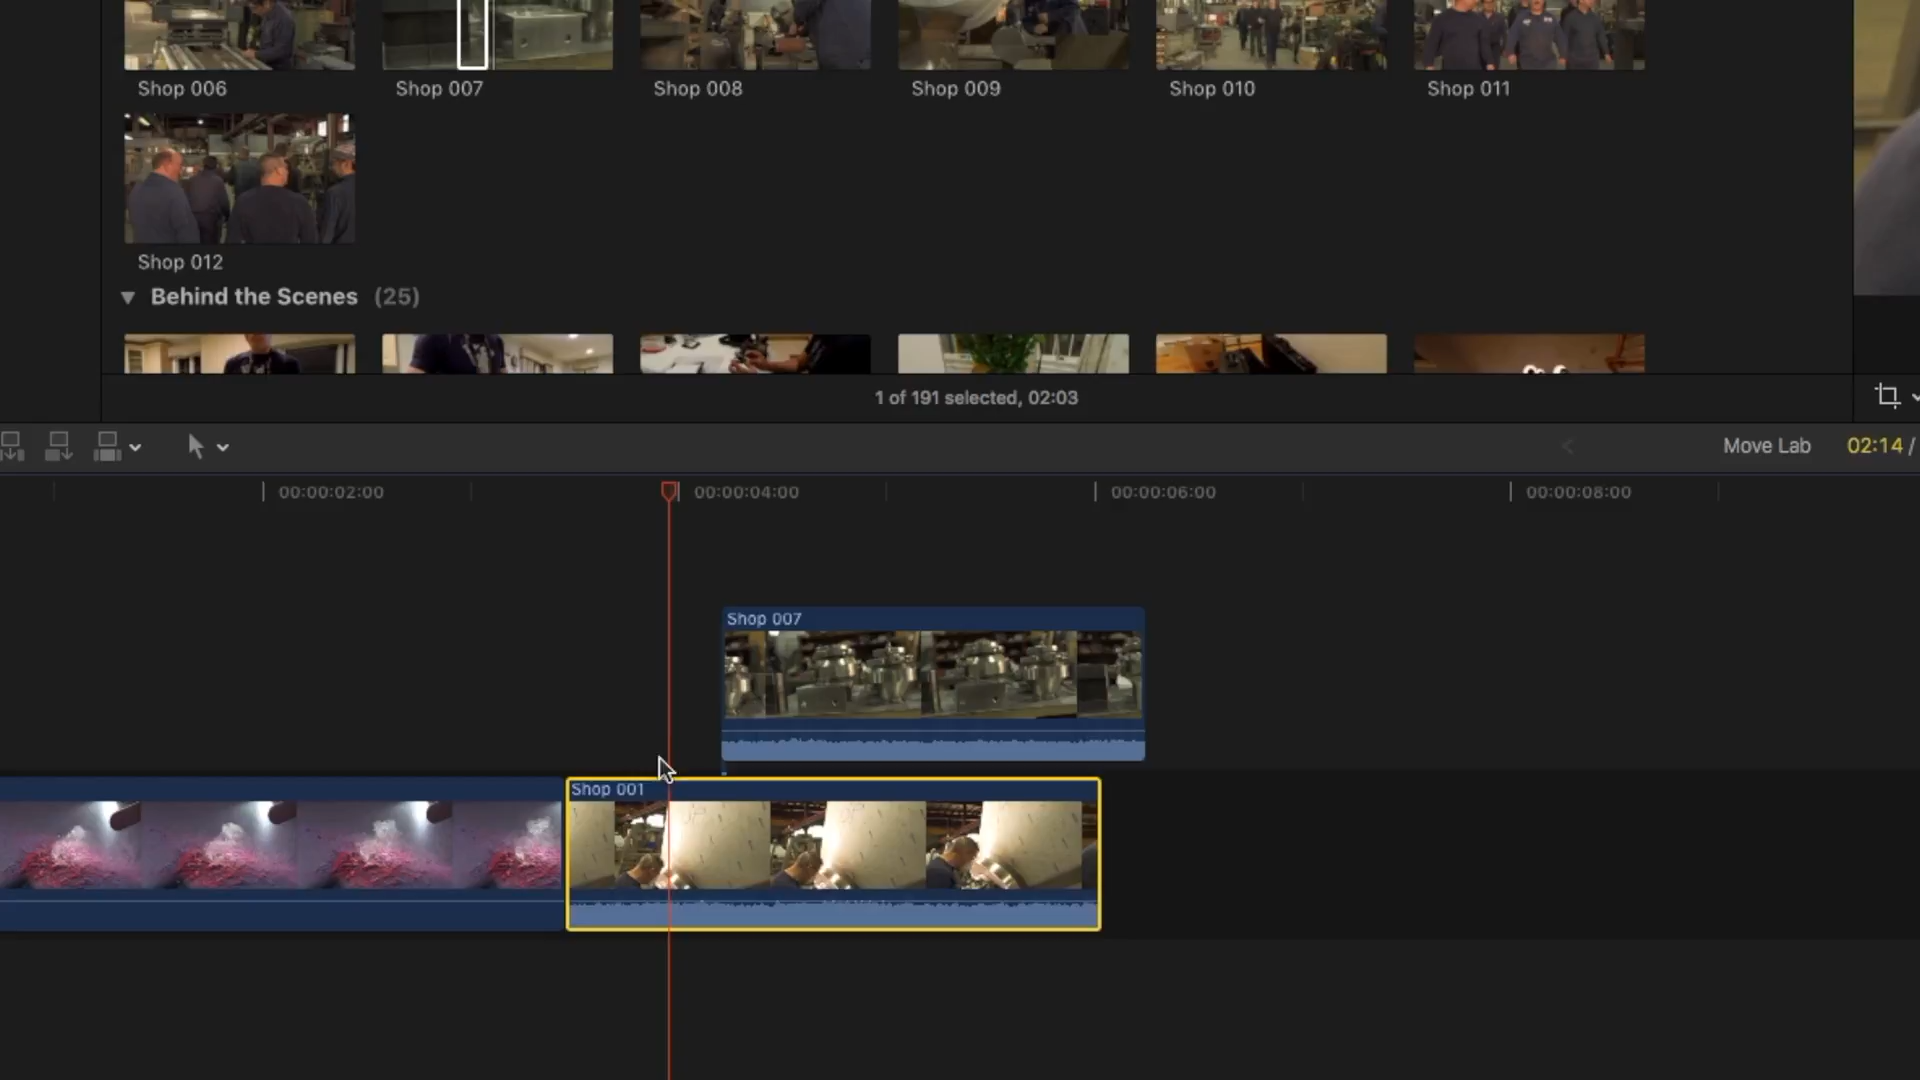 Shop 006
Shop 007
Shop 008
Shop 009
Shop 010
Shop 011
Shop 012
Behind the Scenes (25)
1 of 191 selected, 02:03
Move Lab
02:14 /
00:00:02:00
00:00:04:00
00:00:06:00
00:00:08:00
Shop 007
Shop 001